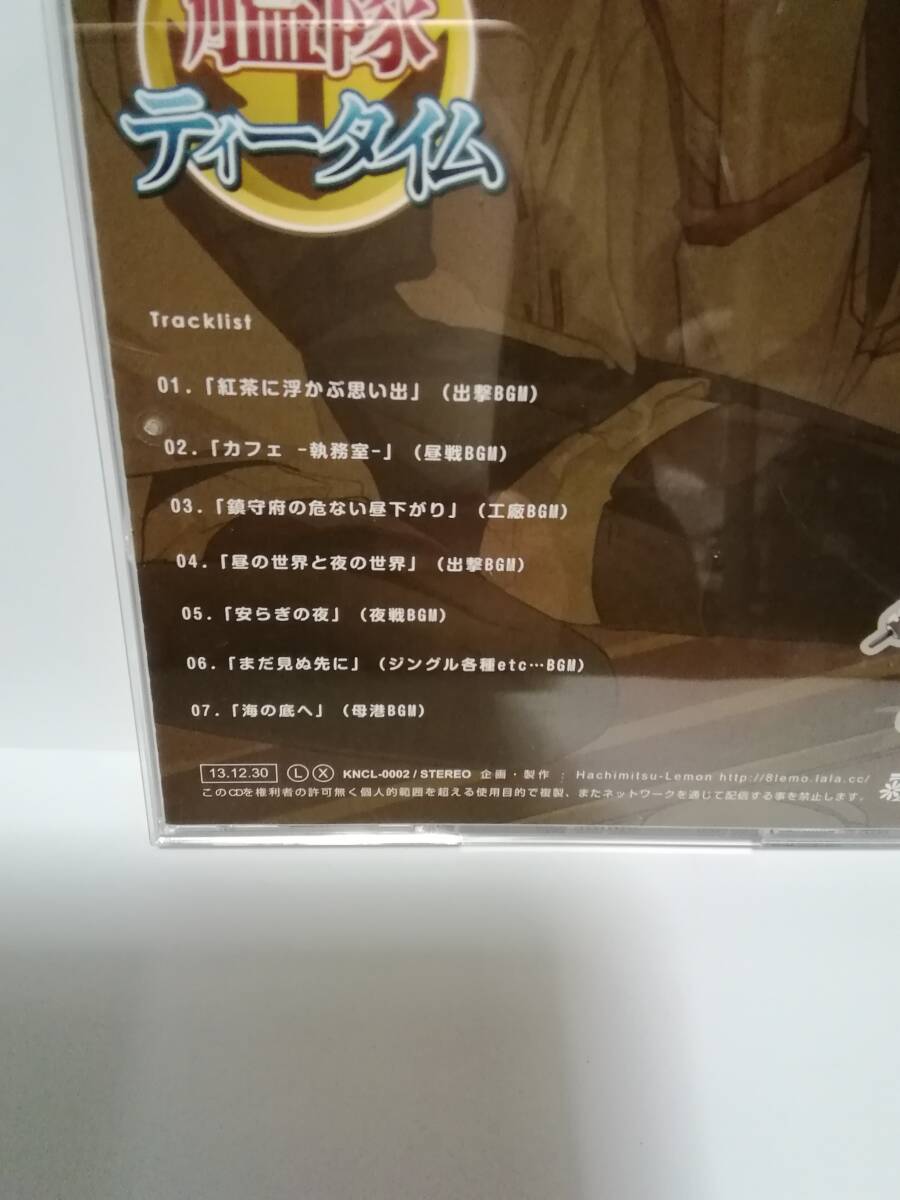 艦隊
ティータイム
Tracklist
01.「紅茶に浮かぶ思い出」(出撃BGM)
02.「カフェ -執務室-」(昼戦BGM)
03.「鎮守府の危ない昼下がり」(工廠BGM)
04.「昼の世界と夜の世界」(出撃BGM)
05.「安らぎの夜」(夜戦BGM)
06.「まだ見ぬ先に」(ジングル各種etc…BGM)
07.「海の底へ」(母港BGM)
13.12.30 Ⓛ Ⓧ KNCL-0002 / STEREO 企画・製作 : Hachimitsu-Lemon http://8lemo.lala.cc/
このCDを権利者の許可無く個人的範囲を超える使用目的で複製、またネットワークを通じて配信する事を禁止します。